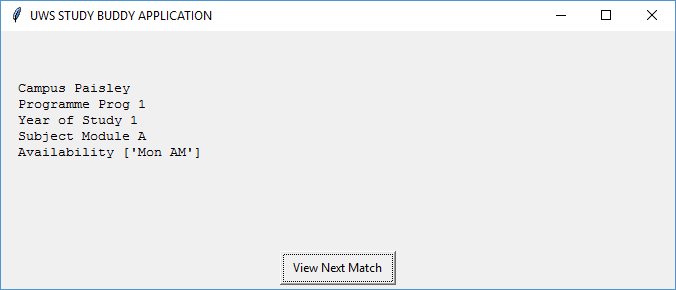 UWS STUDY BUDDY APPLICATION
Campus Paisley
Programme Prog 1
Year of Study 1
Subject Module A
Availability ['Mon AM']
View Next Match